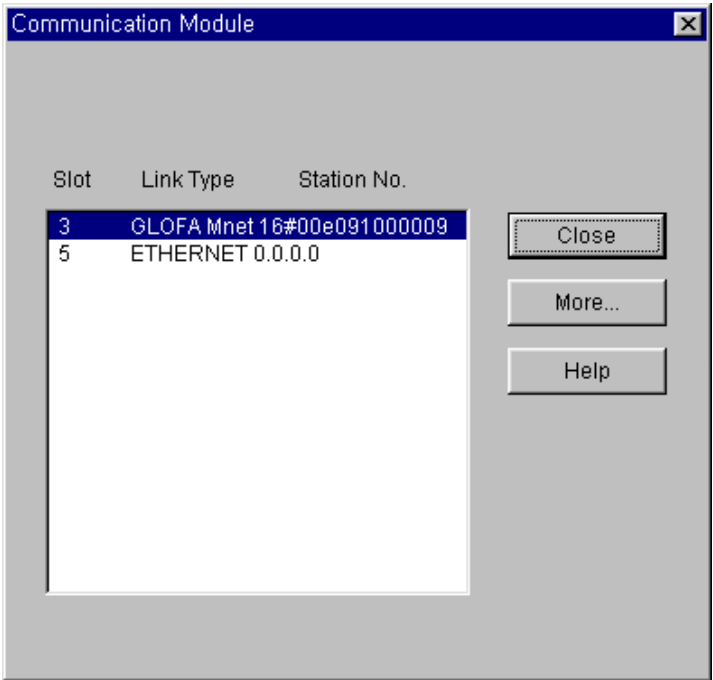 Communication Module
Slot Link Type Station No.
3 GLOFA Mnet 16#00e091000009
5 ETHERNET 0.0.0.0
Close
More...
Help